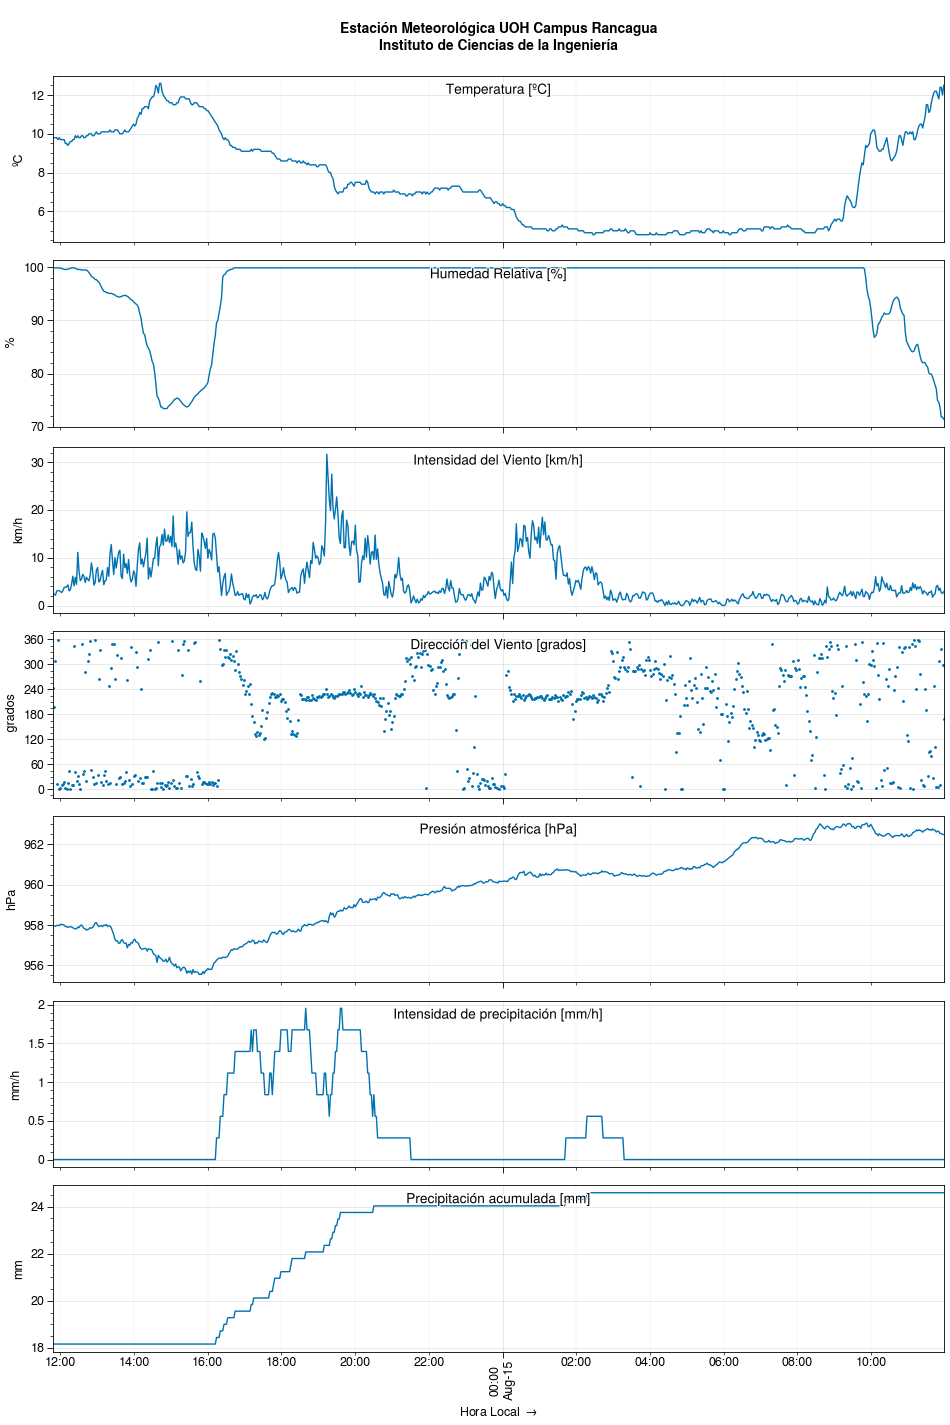 Estación Meteorológica UOH Campus Rancagua
Instituto de Ciencias de la Ingeniería
Temperatura [ºC]
12
10
8
6
ºC
Humedad Relativa [%]
100
90
80
70
%
Intensidad del Viento [km/h]
30
20
10
0
km/h
Dirección del Viento [grados]
360
300
240
180
120
60
0
grados
Presión atmosférica [hPa]
962
960
958
956
hPa
Intensidad de precipitación [mm/h]
2
1.5
1
0.5
0
mm/h
Precipitación acumulada [mm]
24
22
20
18
mm
12:00 14:00 16:00 18:00 20:00 22:00 00:00 02:00 04:00 06:00 08:00 10:00
Aug-15
Hora Local →